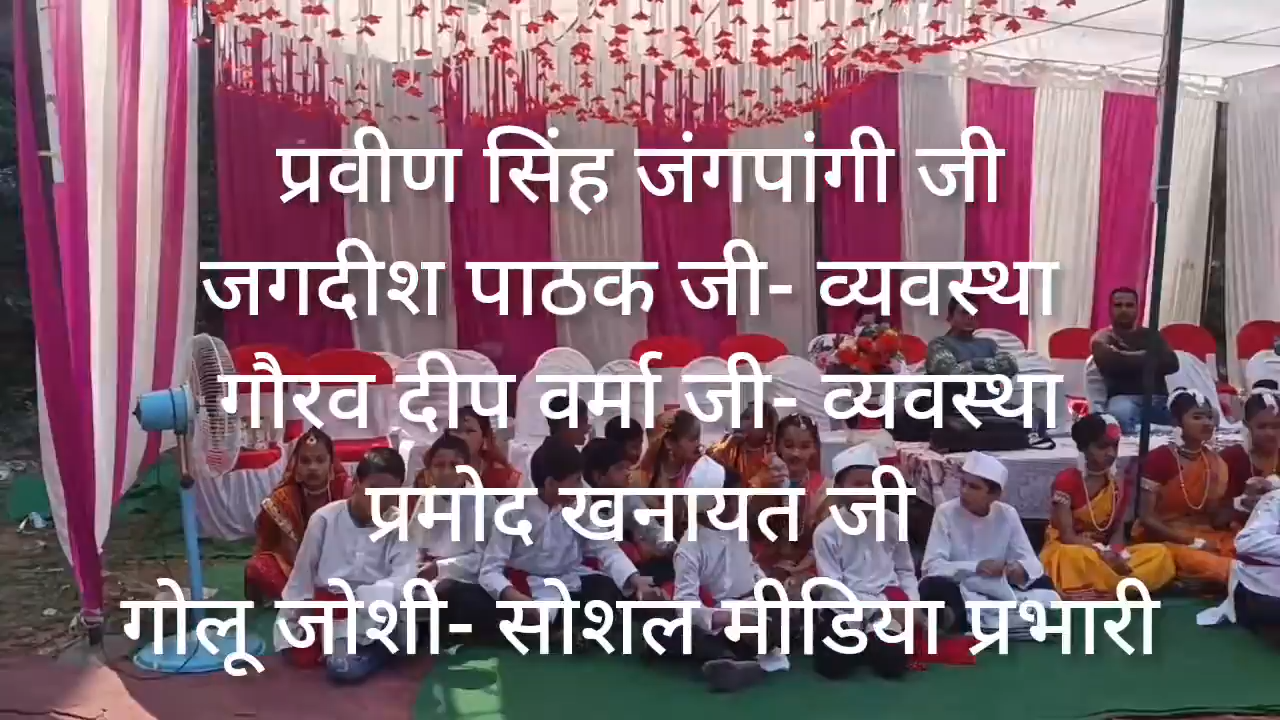 प्रवीण सिंह जंगपांगी जी
जगदीश पाठक जी- व्यवस्था
गौरव दीप वर्मा जी- व्यवस्था
प्रमोद खनायत जी
गोलू जोशी- सोशल मीडिया प्रभारी